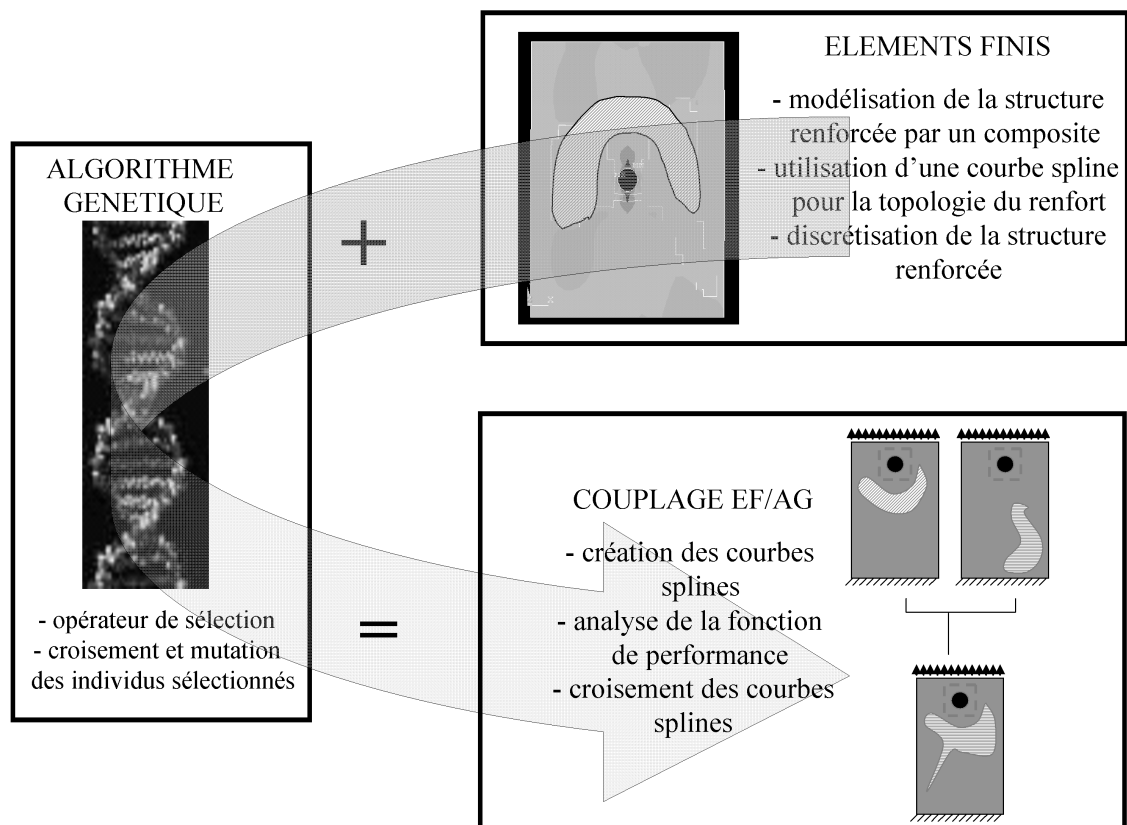 ELEMENTS FINIS
- modélisation de la structure
renforcée par un composite
- utilisation d'une courbe spline
pour la topologie du renfort
- discrétisation de la structure
renforcée
ALGORITHME
GENETIQUE
- opérateur de sélection
- croisement et mutation
des individus sélectionnés
+
=
COUPLAGE EF/AG
- création des courbes
splines
- analyse de la fonction
de performance
- croisement des courbes
splines